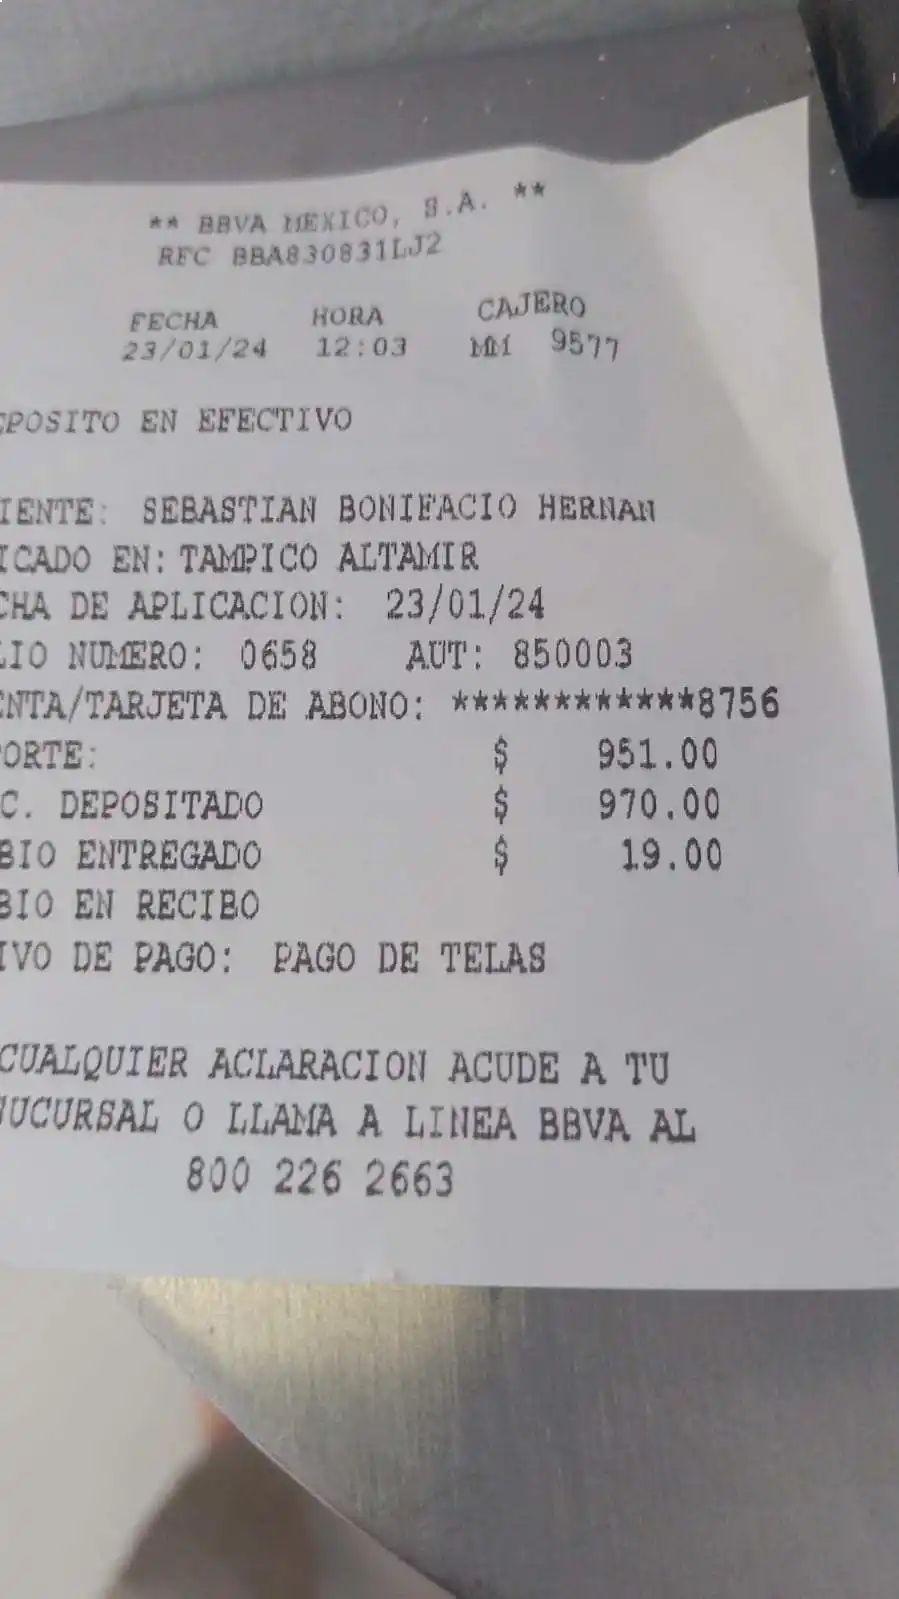 ** BBVA MEXICO, S.A. **
RFC BBA830831LJ2
FECHA HORA CAJERO
23/01/24 12:03 MM 9577
EPOSITO EN EFECTIVO
IENTE: SEBASTIAN BONIFACIO HERNAN
ICADO EN: TAMPICO ALTAMIR
CHA DE APLICACION: 23/01/24
LIO NUMERO: 0658 AUT: 850003
ENTA/TARJETA DE ABONO: ************8756
PORTE: $ 951.00
C. DEPOSITADO $ 970.00
BIO ENTREGADO $ 19.00
BIO EN RECIBO
IVO DE PAGO: PAGO DE TELAS
CUALQUIER ACLARACION ACUDE A TU
SUCURSAL O LLAMA A LINEA BBVA AL
800 226 2663